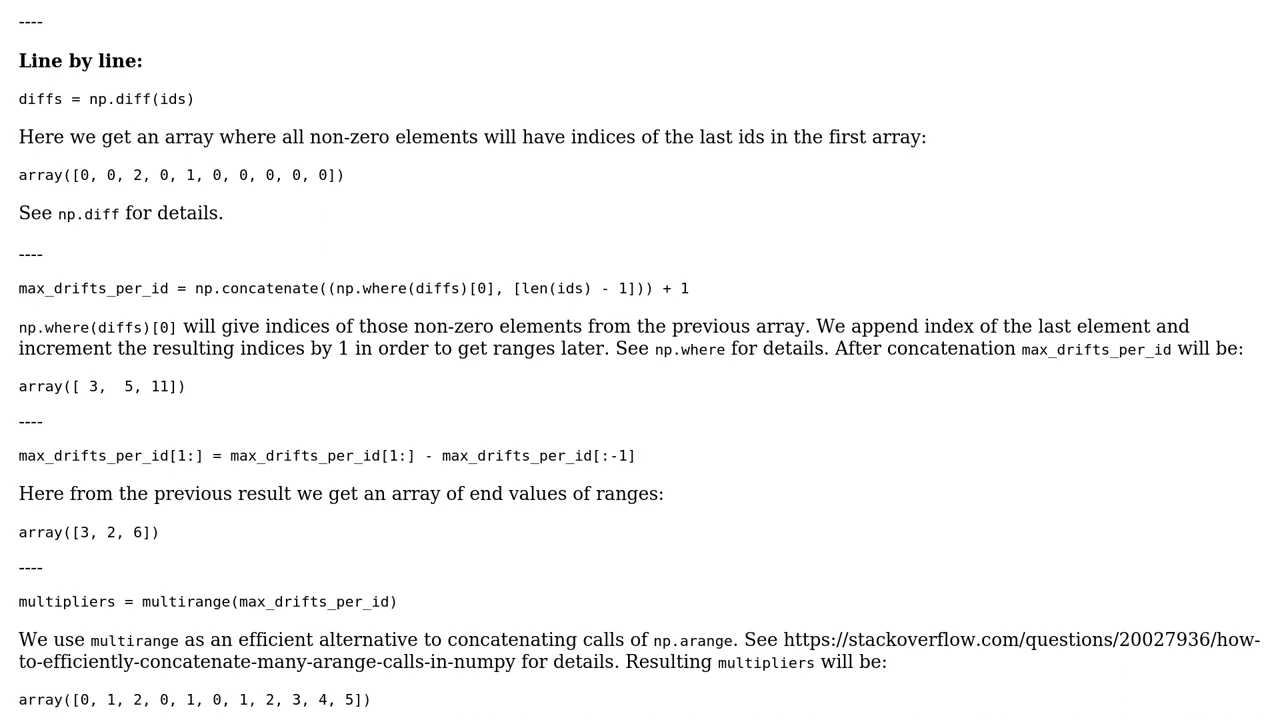 ----
Line by line:
diffs = np.diff(ids)
Here we get an array where all non-zero elements will have indices of the last ids in the first array:
array([0, 0, 2, 0, 1, 0, 0, 0, 0, 0])
See np.diff for details.
----
max_drifts_per_id = np.concatenate((np.where(diffs)[0], [len(ids) - 1])) + 1
np.where(diffs)[0] will give indices of those non-zero elements from the previous array. We append index of the last element and
increment the resulting indices by 1 in order to get ranges later. See np.where for details. After concatenation max_drifts_per_id will be:
array([ 3,  5, 11])
----
max_drifts_per_id[1:] = max_drifts_per_id[1:] - max_drifts_per_id[:-1]
Here from the previous result we get an array of end values of ranges:
array([3, 2, 6])
----
multipliers = multirange(max_drifts_per_id)
We use multirange as an efficient alternative to concatenating calls of np.arange. See https://stackoverflow.com/questions/20027936/how-
to-efficiently-concatenate-many-arange-calls-in-numpy for details. Resulting multipliers will be:
array([0, 1, 2, 0, 1, 0, 1, 2, 3, 4, 5])